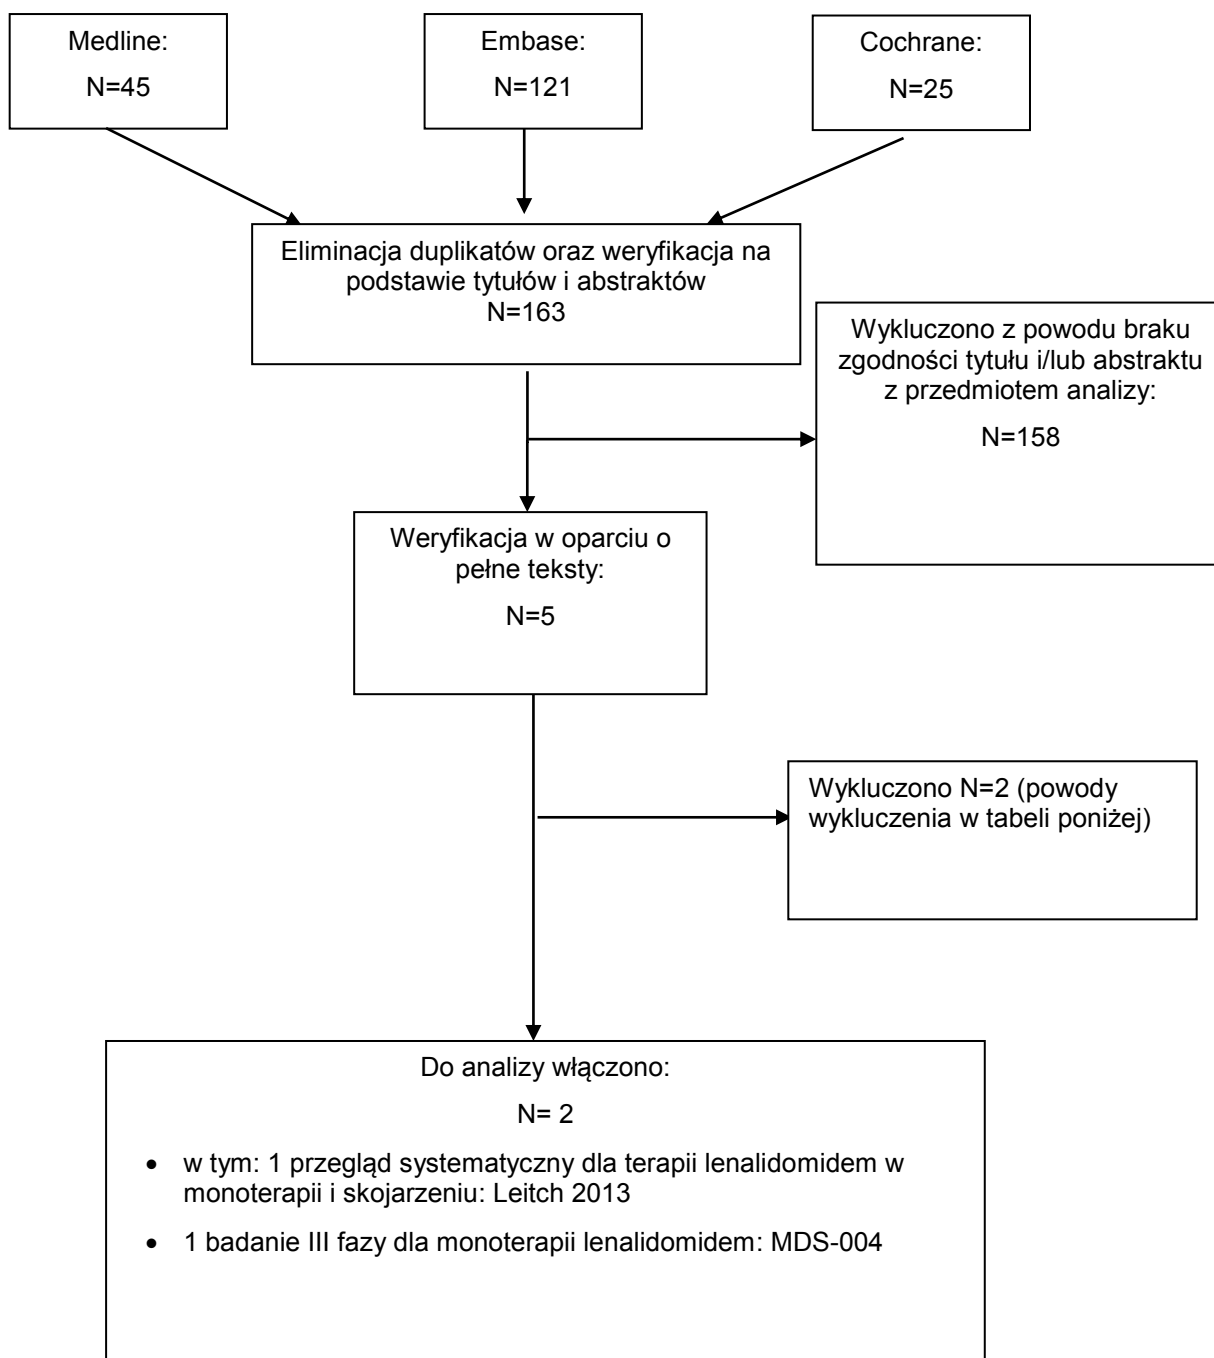 Medline:
N=45
Embase:
N=121
Cochrane:
N=25
Eliminacja duplikatów oraz weryfikacja na
podstawie tytułów i abstraktów
N=163
Wykluczono z powodu braku
zgodności tytułu i/lub abstraktu
z przedmiotem analizy:
N=158
Weryfikacja w oparciu o
pełne teksty:
N=5
Wykluczono N=2 (powody
wykluczenia w tabeli poniżej)
Do analizy włączono:
N= 2
• w tym: 1 przegląd systematyczny dla terapii lenalidomidem w
monoterapii i skojarzeniu: Leitch 2013
• 1 badanie III fazy dla monoterapii lenalidomidem: MDS-004